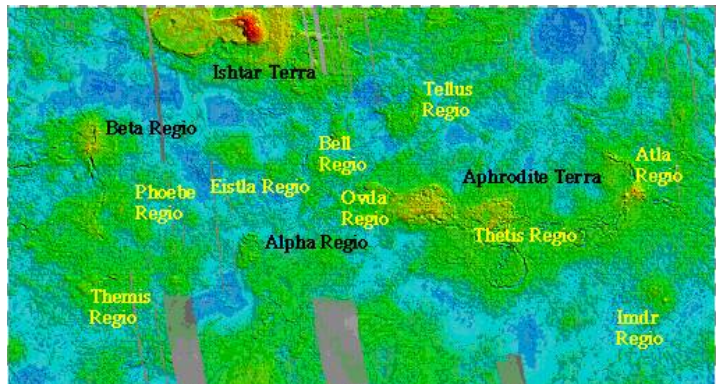 Ishtar Terra
Tellus
Regio
Beta Regio
Bell
Regio
Atla
Regio
Aphrodite Terra
Phoebe
Regio
Eistla Regio
Ovda
Regio
Thetis Regio
Alpha Regio
Themis
Regio
Imdr
Regio